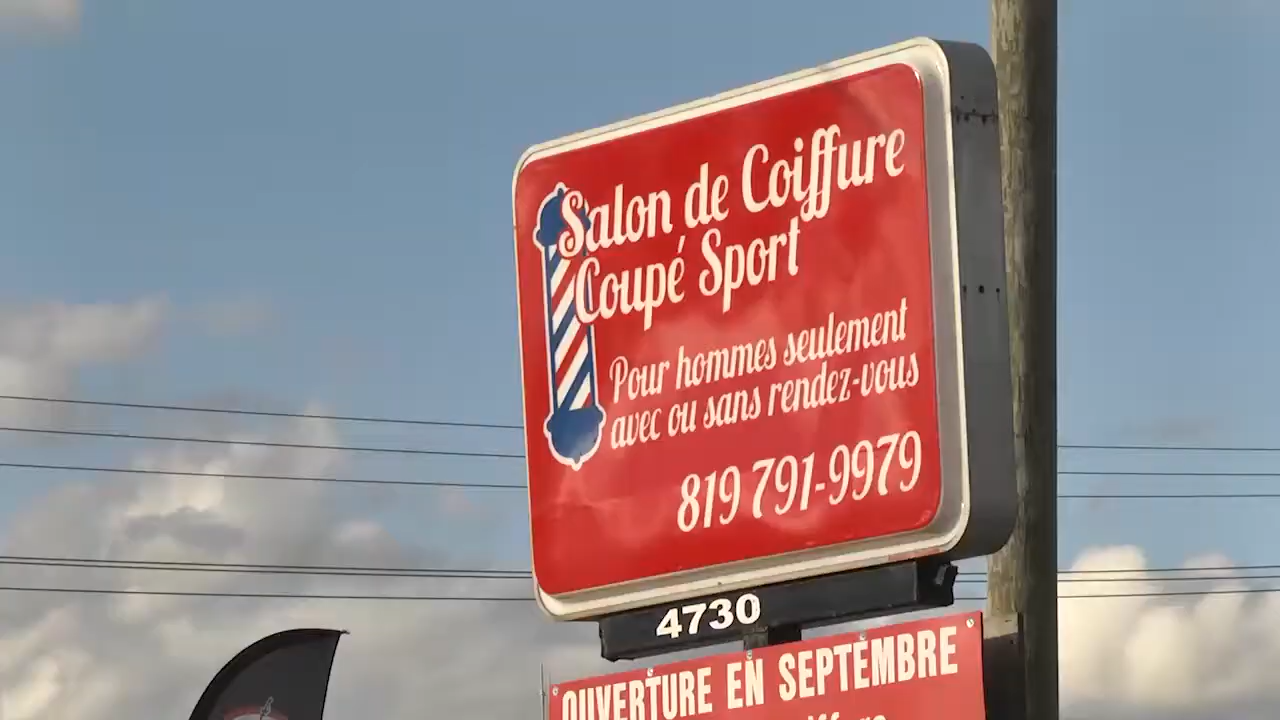 Salon de Coiffure
Coupé Sport
Pour hommes seulement
avec ou sans rendez-vous
819 791-9979
4730
OUVERTURE EN SEPTEMBRE